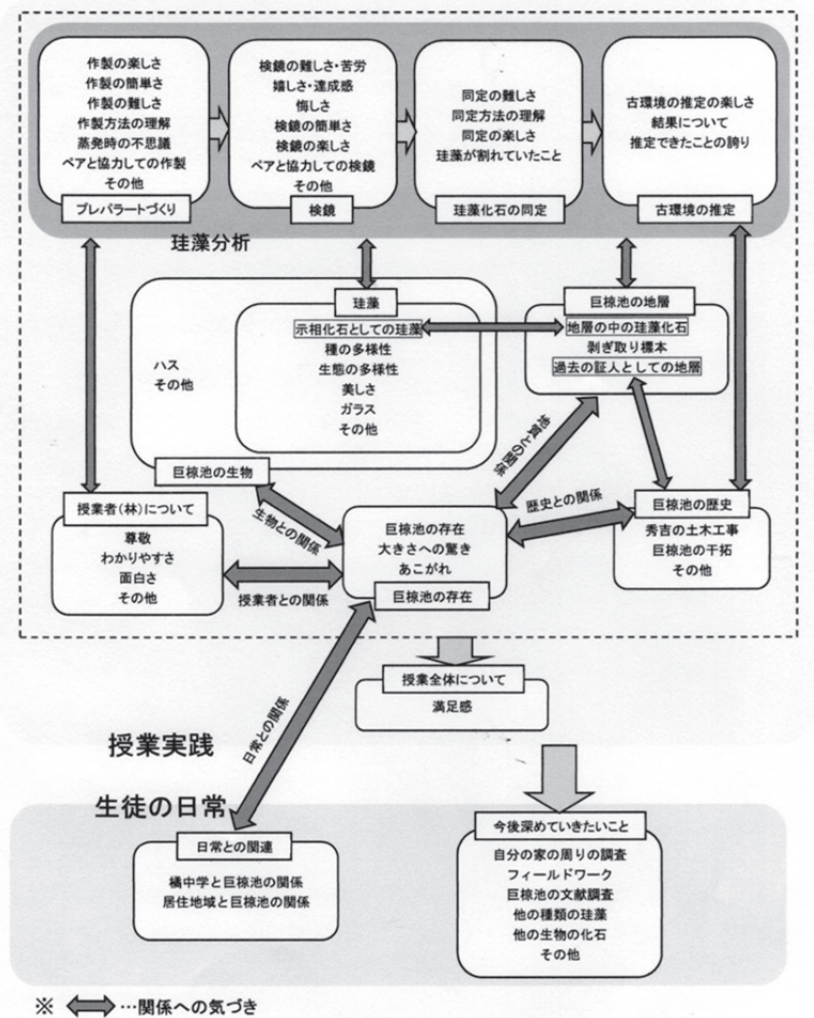 作製の楽しさ
作製の簡単さ
作製の難しさ
作製方法の理解
蒸発時の不思議
ペアと協力しての作製
その他
プレパラートづくり
検鏡の難しさ・苦労
嬉しさ・達成感
悔しさ
検鏡の簡単さ
検鏡の楽しさ
ペアと協力しての検鏡
その他
検鏡
同定の難しさ
同定方法の理解
同定の楽しさ
珪藻が割れていたこと
珪藻化石の同定
古環境の推定の楽しさ
結果について
推定できたことの誇り
古環境の推定
珪藻分析
珪藻
示相化石としての珪藻
種の多様性
生態の多様性
美しさ
ガラス
その他
ハス
その他
巨椋池の生物
巨椋池の地層
地層の中の珪藻化石
剥ぎ取り標本
過去の証人としての地層
地質との関係
生物との関係
歴史との関係
授業者(林)について
尊敬
わかりやすさ
面白さ
その他
授業者との関係
巨椋池の存在
大きさへの驚き
あこがれ
巨椋池の存在
巨椋池の歴史
秀吉の土木工事
巨椋池の干拓
その他
授業全体について
満足感
日常との関係
授業実践
生徒の日常
日常との関連
橘中学と巨椋池の関係
居住地域と巨椋池の関係
今後深めていきたいこと
自分の家の周りの調査
フィールドワーク
巨椋池の文献調査
他の種類の珪藻
他の生物の化石
その他
※ …関係への気づき